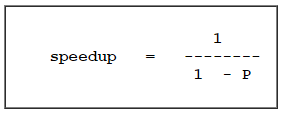 1
speedup = --------
1 - P